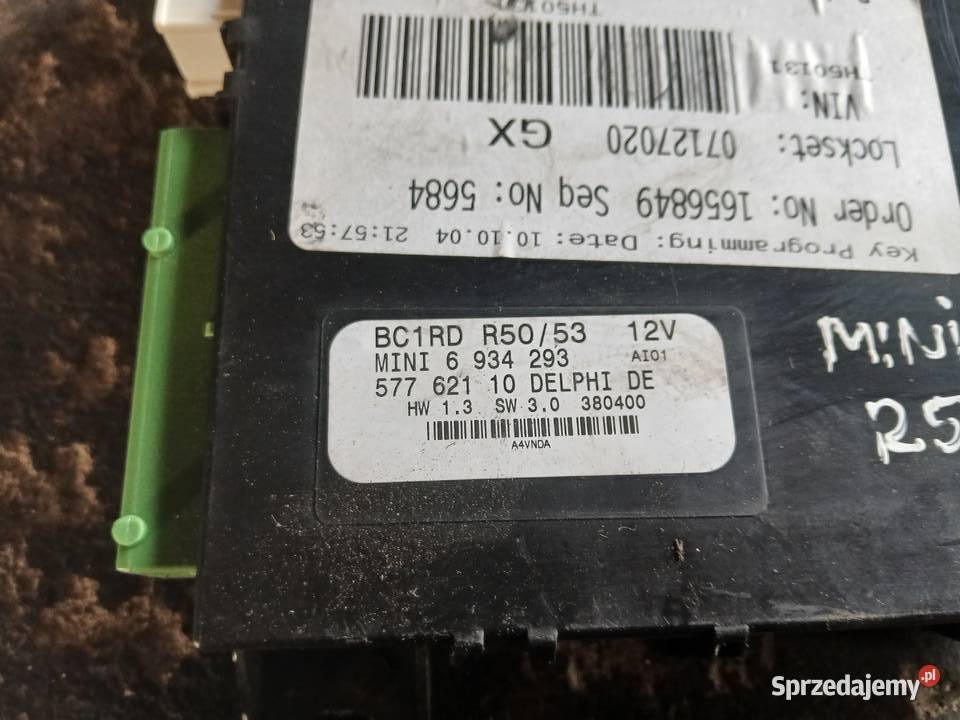 Key Programming: Date: 10.10.04 21:57:53
Order No: 1656849 Seq No: 5684
Lockset: 07127020 GX
VIN:
TH50131
BC1RD R50/53 12V
MINI 6 934 293 AI01
577 621 10 DELPHI DE
HW 1.3 SW 3.0 380400
A4VNDA
MiNi
R5
Sprzedajemy.pl